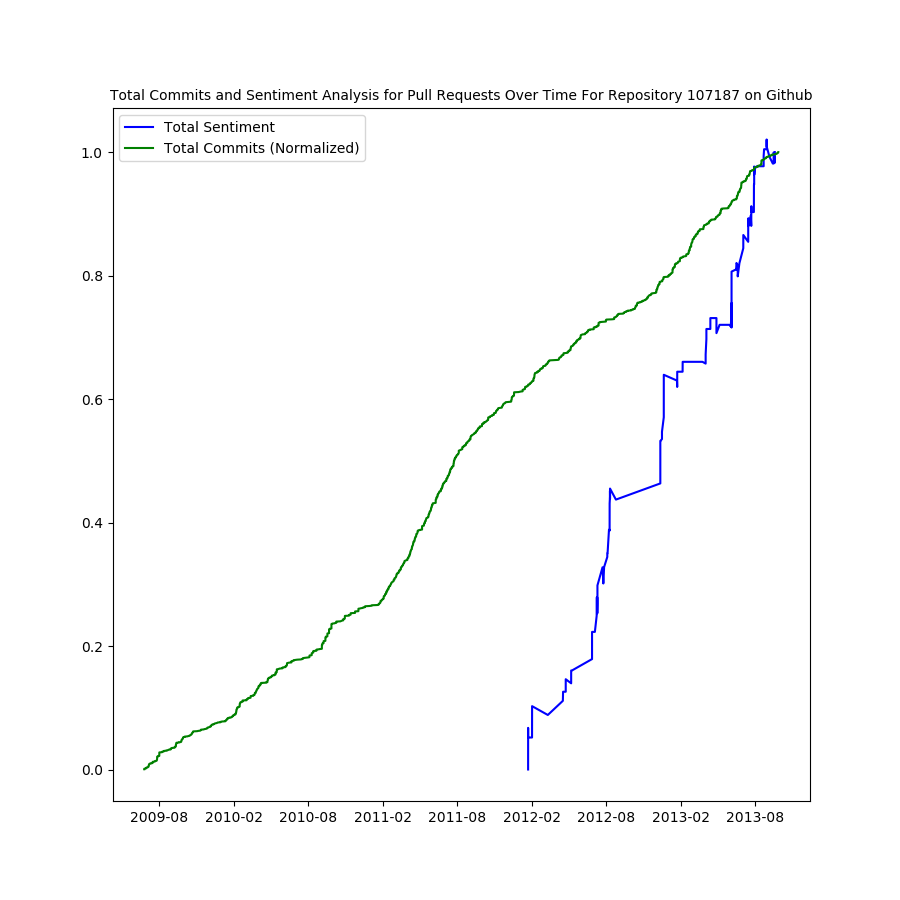 Total Commits and Sentiment Analysis for Pull Requests Over Time For Repository 107187 on Github
Total Sentiment
Total Commits (Normalized)
1.0
0.8
0.6
0.4
0.2
0.0
2009-08 2010-02 2010-08 2011-02 2011-08 2012-02 2012-08 2013-02 2013-08